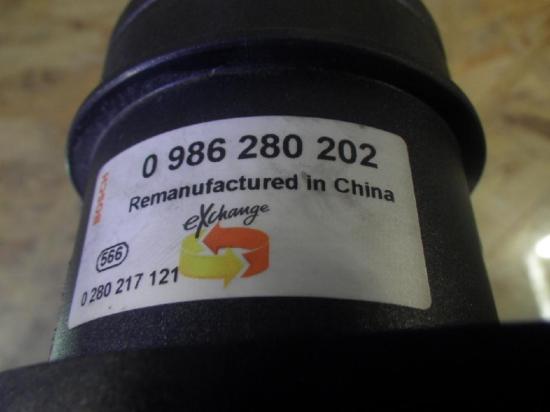 0 986 280 202
BOSCH
Remanufactured in China
eXchange
566
0 280 217 121